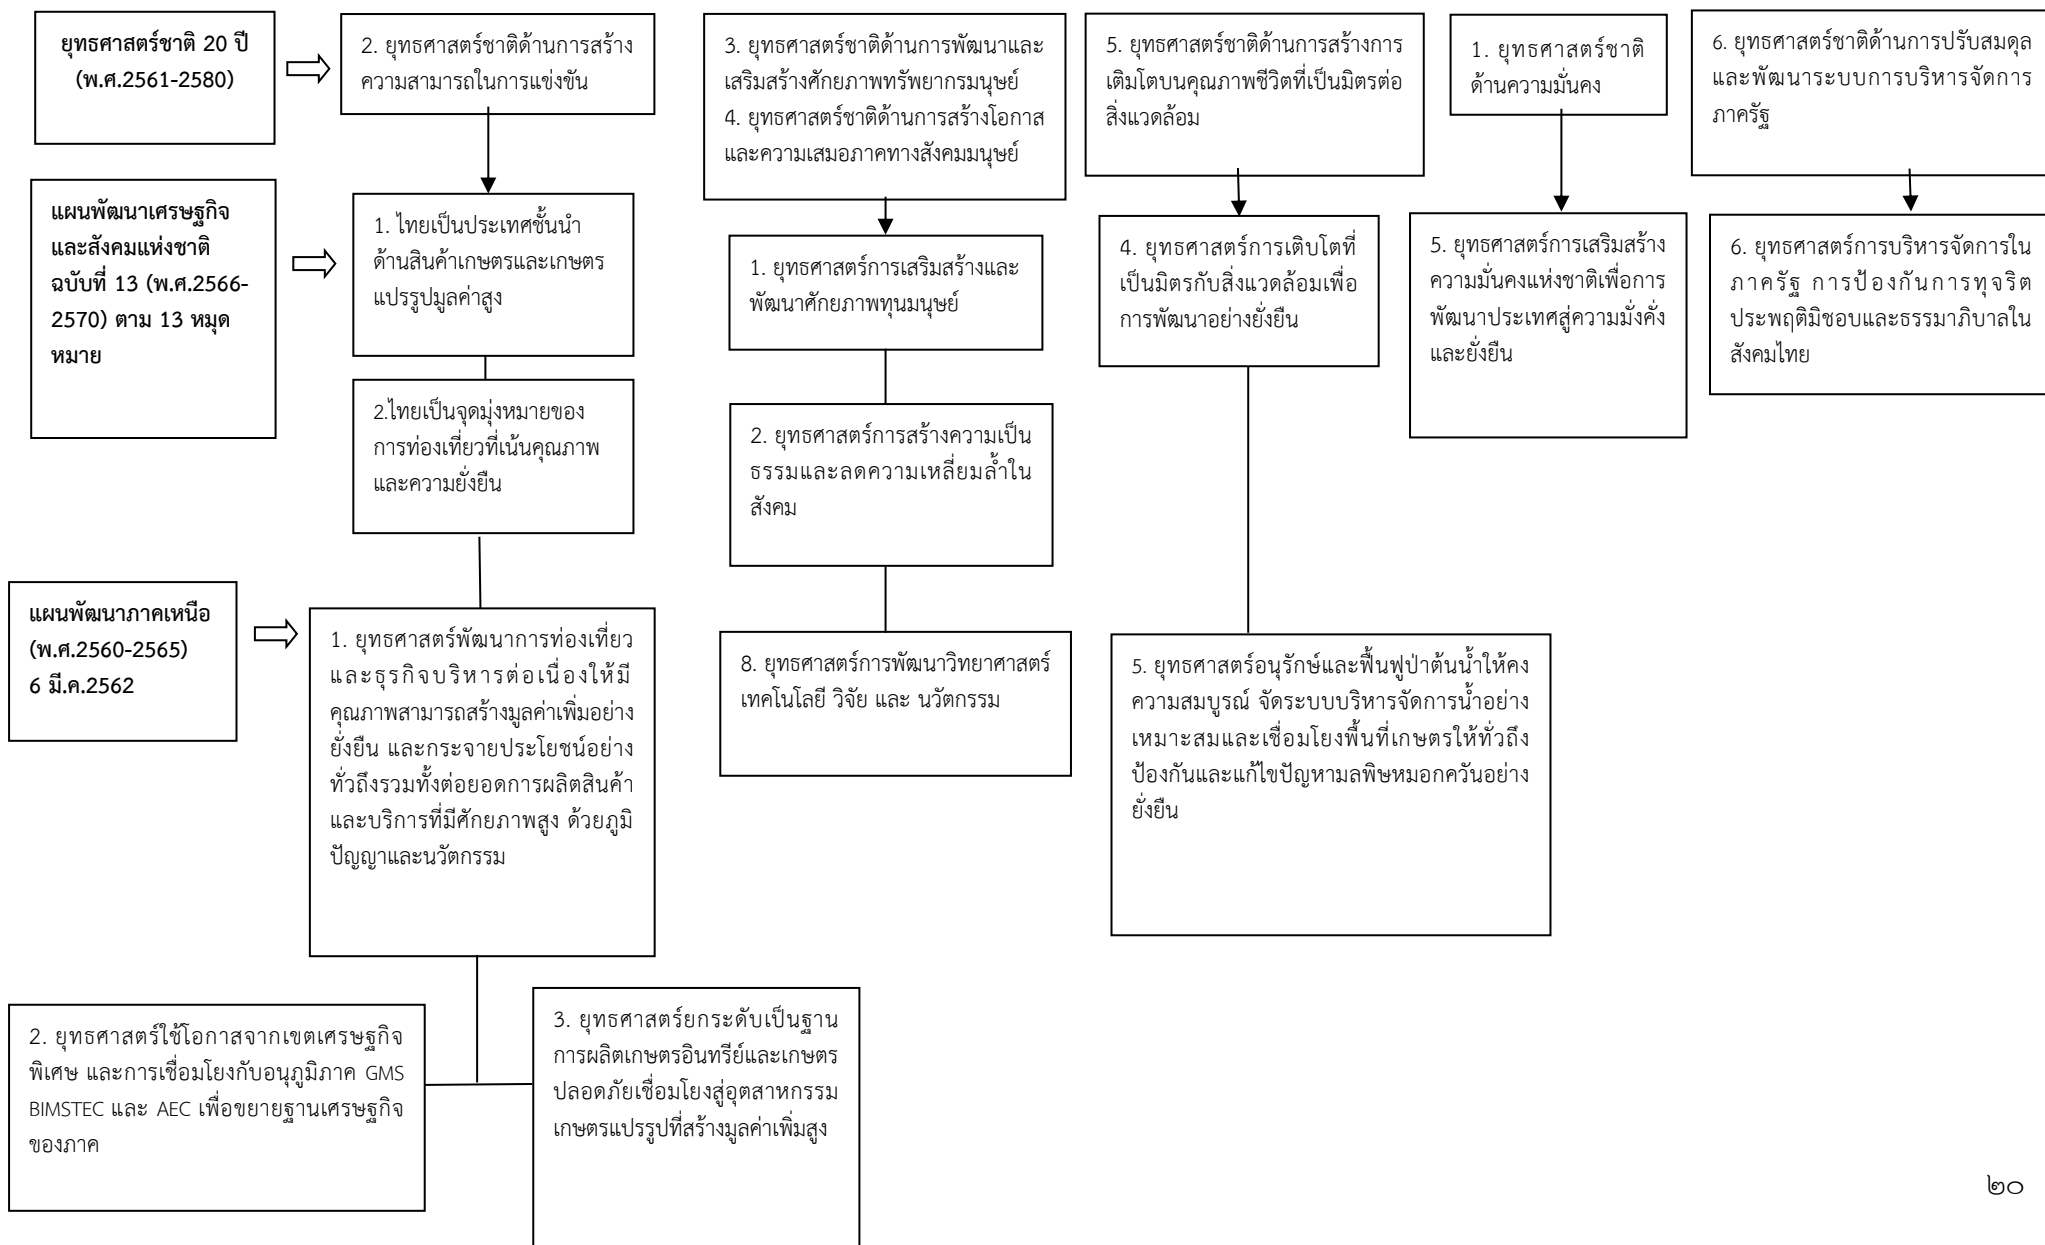 ยุทธศาสตร์ชาติ 20 ปี
(พ.ศ.2561-2580)
2. ยุทธศาสตร์ชาติด้านการสร้าง
ความสามารถในการแข่งขัน
3. ยุทธศาสตร์ชาติด้านการพัฒนาและ
เสริมสร้างศักยภาพทรัพยากรมนุษย์
4. ยุทธศาสตร์ชาติด้านการสร้างโอกาส
และความเสมอภาคทางสังคมมนุษย์
5. ยุทธศาสตร์ชาติด้านการสร้างการ
เติมโตบนคุณภาพชีวิตที่เป็นมิตรต่อ
สิ่งแวดล้อม
1. ยุทธศาสตร์ชาติ
ด้านความมั่นคง
6. ยุทธศาสตร์ชาติด้านการปรับสมดุล
และพัฒนาระบบการบริหารจัดการ
ภาครัฐ
แผนพัฒนาเศรษฐกิจ
และสังคมแห่งชาติ
ฉบับที่ 13 (พ.ศ.2566-
2570) ตาม 13 หมุด
หมาย
1. ไทยเป็นประเทศชั้นนำ
ด้านสินค้าเกษตรและเกษตร
แปรรูปมูลค่าสูง
1. ยุทธศาสตร์การเสริมสร้างและ
พัฒนาศักยภาพทุนมนุษย์
4. ยุทธศาสตร์การเติบโตที่
เป็นมิตรกับสิ่งแวดล้อมเพื่อ
การพัฒนาอย่างยั่งยืน
5. ยุทธศาสตร์การเสริมสร้าง
ความมั่นคงแห่งชาติเพื่อการ
พัฒนาประเทศสู่ความมั่งคั่ง
และยั่งยืน
6. ยุทธศาสตร์การบริหารจัดการใน
ภาครัฐ การป้องกันการทุจริต
ประพฤติมิชอบและธรรมาภิบาลใน
สังคมไทย
2.ไทยเป็นจุดมุ่งหมายของ
การท่องเที่ยวที่เน้นคุณภาพ
และความยั่งยืน
2. ยุทธศาสตร์การสร้างความเป็น
ธรรมและลดความเหลี่ยมล้ำใน
สังคม
แผนพัฒนาภาคเหนือ
(พ.ศ.2560-2565)
6 มี.ค.2562
1. ยุทธศาสตร์พัฒนาการท่องเที่ยว
และธุรกิจบริหารต่อเนื่องให้มี
คุณภาพสามารถสร้างมูลค่าเพิ่มอย่าง
ยั่งยืน และกระจายประโยชน์อย่าง
ทั่วถึงรวมทั้งต่อยอดการผลิตสินค้า
และบริการที่มีศักยภาพสูง ด้วยภูมิ
ปัญญาและนวัตกรรม
8. ยุทธศาสตร์การพัฒนาวิทยาศาสตร์
เทคโนโลยี วิจัย และ นวัตกรรม
5. ยุทธศาสตร์อนุรักษ์และฟื้นฟูป่าต้นน้ำให้คง
ความสมบูรณ์ จัดระบบบริหารจัดการน้ำอย่าง
เหมาะสมและเชื่อมโยงพื้นที่เกษตรให้ทั่วถึง
ป้องกันและแก้ไขปัญหามลพิษหมอกควันอย่าง
ยั่งยืน
2. ยุทธศาสตร์ใช้โอกาสจากเขตเศรษฐกิจ
พิเศษ และการเชื่อมโยงกับอนุภูมิภาค GMS
BIMSTEC และ AEC เพื่อขยายฐานเศรษฐกิจ
ของภาค
3. ยุทธศาสตร์ยกระดับเป็นฐาน
การผลิตเกษตรอินทรีย์และเกษตร
ปลอดภัยเชื่อมโยงสู่อุตสาหกรรม
เกษตรแปรรูปที่สร้างมูลค่าเพิ่มสูง
๒๐